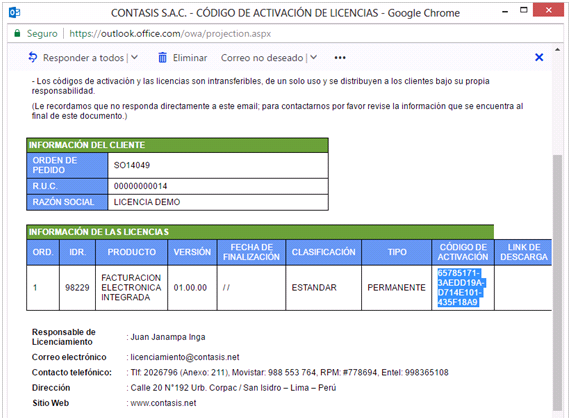 CONTASIS S.A.C. - CÓDIGO DE ACTIVACIÓN DE LICENCIAS - Google Chrome
Seguro | https://outlook.office.com/owa/projection.aspx
Responder a todos | Eliminar Correo no deseado | ...
- Los códigos de activación y las licencias son intransferibles, de un solo uso y se distribuyen a los clientes bajo su propia
responsabilidad.
(Le recordamos que no responda directamente a este email; para contactarnos por favor revise la información que se encuentra al
final de este documento.)
INFORMACIÓN DEL CLIENTE
ORDEN DE PEDIDO SO14049
R.U.C. 00000000014
RAZÓN SOCIAL LICENCIA DEMO
INFORMACIÓN DE LAS LICENCIAS
ORD. IDR. PRODUCTO VERSIÓN FECHA DE FINALIZACIÓN CLASIFICACIÓN TIPO CÓDIGO DE ACTIVACIÓN LINK DE DESCARGA
1 98229 FACTURACION ELECTRONICA INTEGRADA 01.00.00 / / ESTANDAR PERMANENTE 65785171-3AEDD19A-D714E101-435F18A9
Responsable de Licenciamiento : Juan Janampa Inga
Correo electrónico : licenciamiento@contasis.net
Contacto telefónico: : Tlf: 2026796 (Anexo: 211), Movistar: 988 553 764, RPM: #778694, Entel: 998365108
Dirección : Calle 20 N°192 Urb. Corpac / San Isidro – Lima – Perú
Sitio Web : www.contasis.net